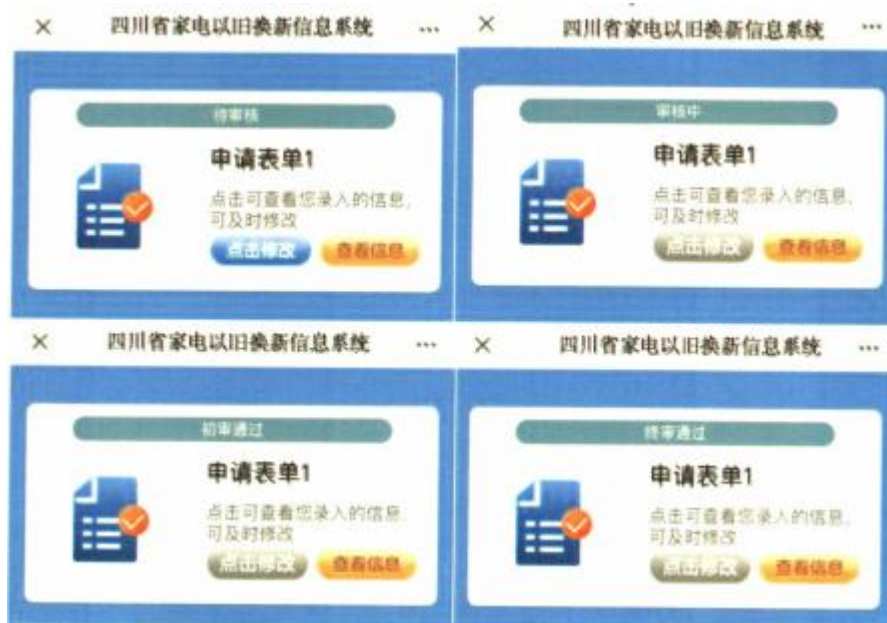 四川省家电以旧换新信息系统
待审核
申请表单1
点击可查看您录入的信息,
可及时修改
点击修改 查看信息
四川省家电以旧换新信息系统
审核中
申请表单1
点击可查看您录入的信息,
可及时修改
点击修改 查看信息
四川省家电以旧换新信息系统
初审通过
申请表单1
点击可查看您录入的信息,
可及时修改
点击修改 查看信息
四川省家电以旧换新信息系统
终审通过
申请表单1
点击可查看您录入的信息,
可及时修改
点击修改 查看信息